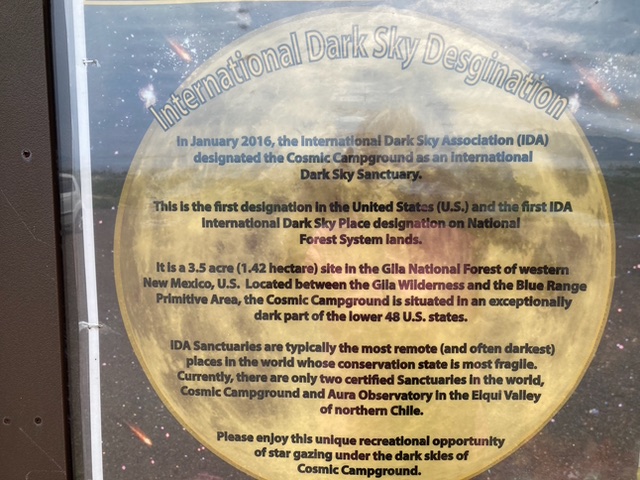 International Dark Sky Desgination
In January 2016, the International Dark Sky Association (IDA)
designated the Cosmic Campground as an International
Dark Sky Sanctuary.
This is the first designation in the United States (U.S.) and the first IDA
International Dark Sky Place designation on National
Forest System lands.
It is a 3.5 acre (1.42 hectare) site in the Gila National Forest of western
New Mexico, U.S. Located between the Gila Wilderness and the Blue Range
Primitive Area, the Cosmic Campground is situated in an exceptionally
dark part of the lower 48 U.S. states.
IDA Sanctuaries are typically the most remote (and often darkest)
places in the world whose conservation state is most fragile.
Currently, there are only two certified Sanctuaries in the world,
Cosmic Campground and Aura Observatory in the Elqui Valley
of northern Chile.
Please enjoy this unique recreational opportunity
of star gazing under the dark skies of
Cosmic Campground.